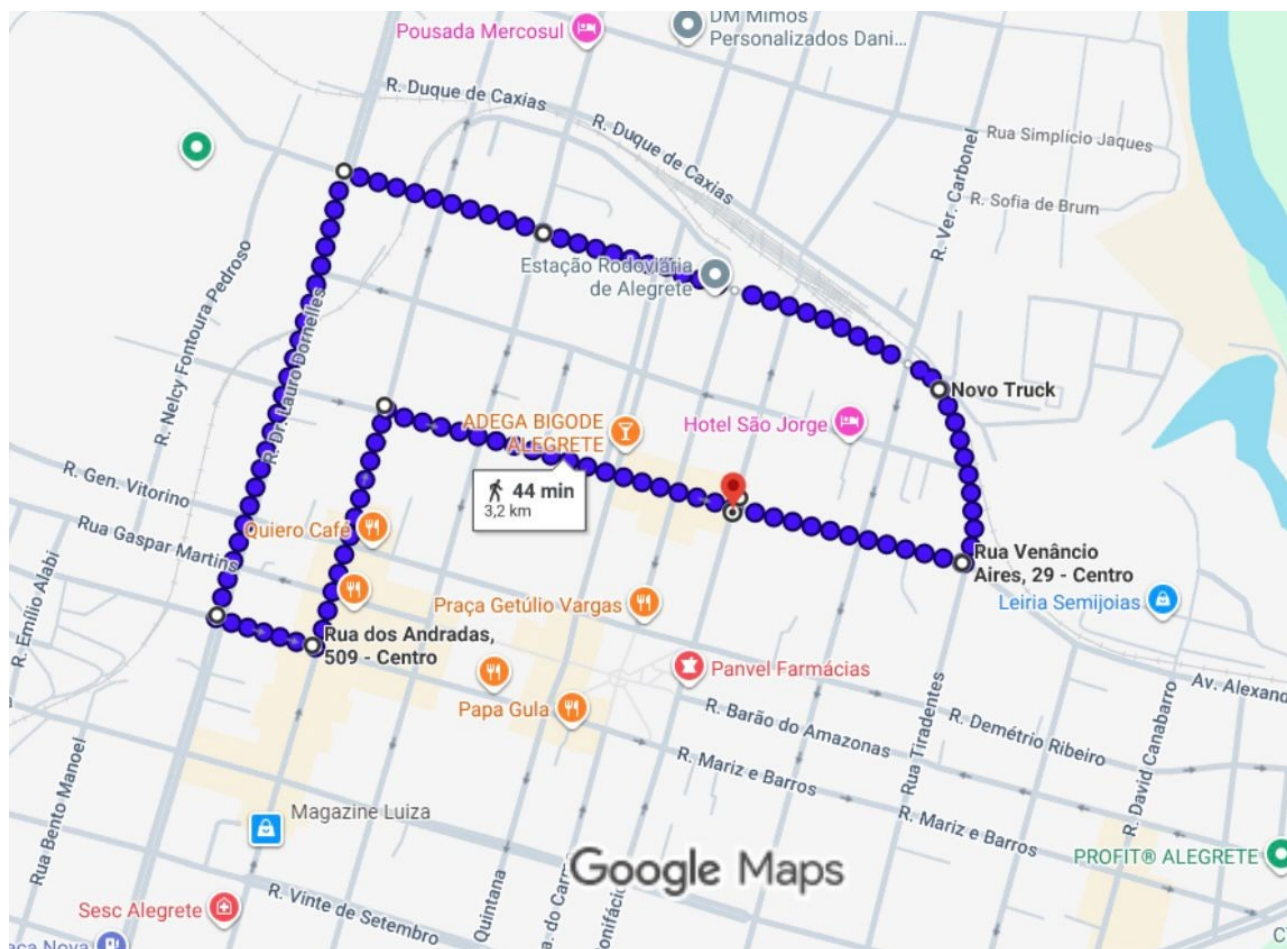 DM Mimos
Personalizados Dani...
Pousada Mercosul
R. Duque de Caxias
R. Duque de Caxias
Rua Simplício Jaques
R. Ver. Carbonel
R. Sofia de Brum
R. Nelcy Fontoura Pedroso
Estação Rodoviária
de Alegrete
R. Dr. Lauro Dornelles
Novo Truck
ADEGA BIGODE
ALEGRETE
Hotel São Jorge
44 min
3,2 km
R. Gen. Vitorino
Rua Gaspar Martins
Quiero Café
Rua Venâncio
Aires, 29 - Centro
Leiria Semijoias
R. Emílio Alabi
Praça Getúlio Vargas
Rua dos Andradas,
509 - Centro
Panvel Farmácias
Av. Alexand
Papa Gula
R. Barão do Amazonas
R. Demétrio Ribeiro
R. Mariz e Barros
Rua Tiradentes
R. David Canabarro
Rua Bento Manoel
Magazine Luiza
R. Mariz e Barros
Google Maps
PROFIT® ALEGRETE
R. Vinte de Setembro
Sesc Alegrete
Quintana
a. do Carm
onifáci
aça Nova
C